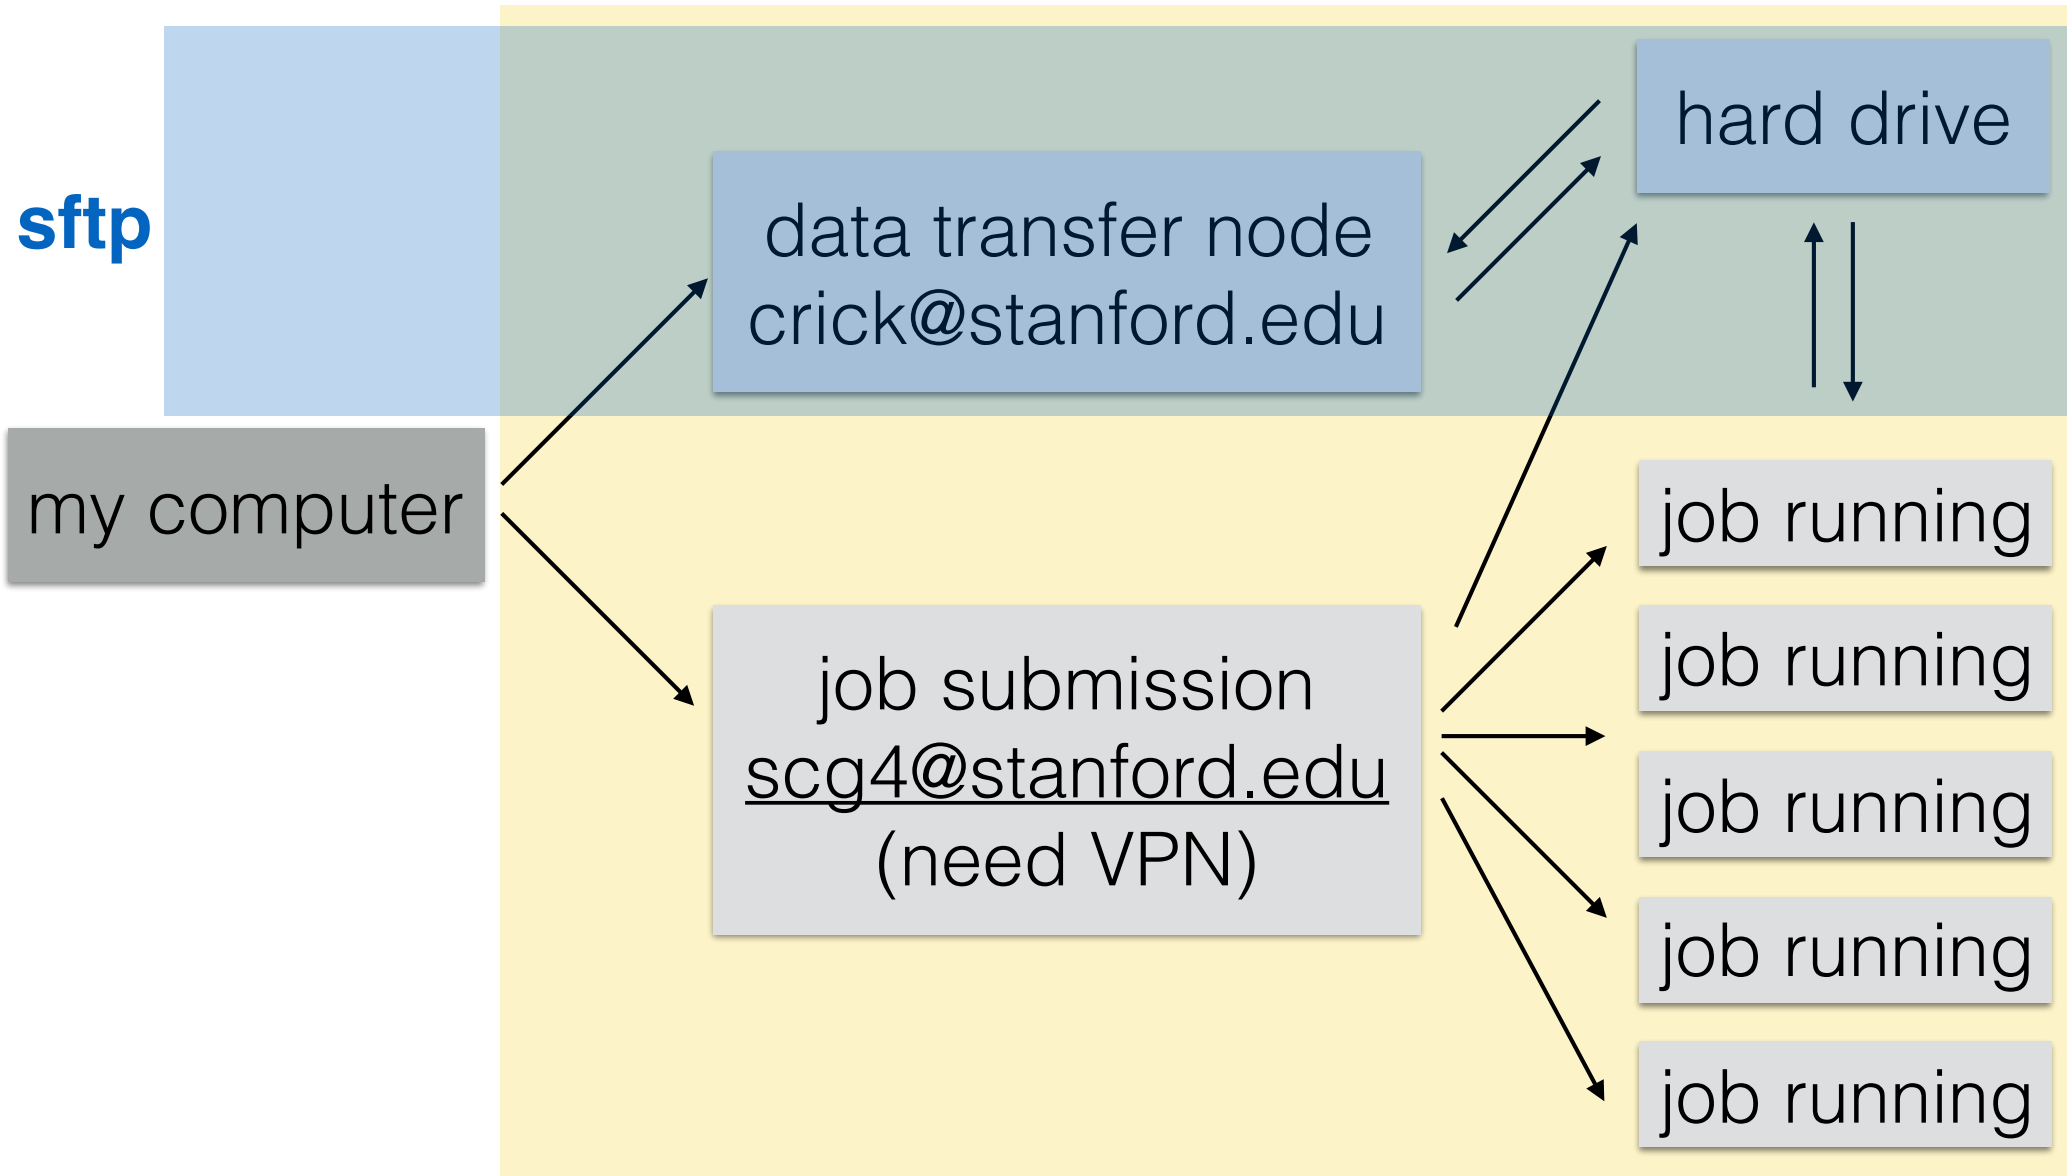 sftp
my computer
data transfer node
crick@stanford.edu
job submission
scg4@stanford.edu
(need VPN)
hard drive
job running
job running
job running
job running
job running